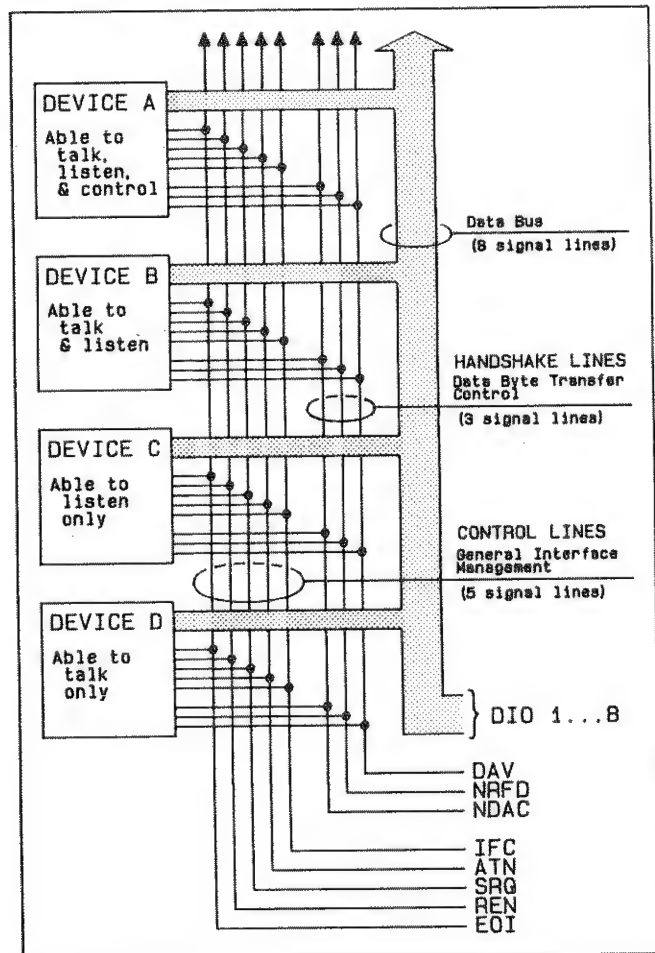 DEVICE A
Able to
talk,
listen,
& control
Data Bus
(8 signal lines)
DEVICE B
Able to
talk
& listen
HANDSHAKE LINES
Data Byte Transfer
Control
(3 signal lines)
DEVICE C
Able to
listen
only
CONTROL LINES
General Interface
Management
(5 signal lines)
DEVICE D
Able to
talk
only
DIO 1...8
DAV
NRFD
NDAC
IFC
ATN
SRQ
REN
EOI